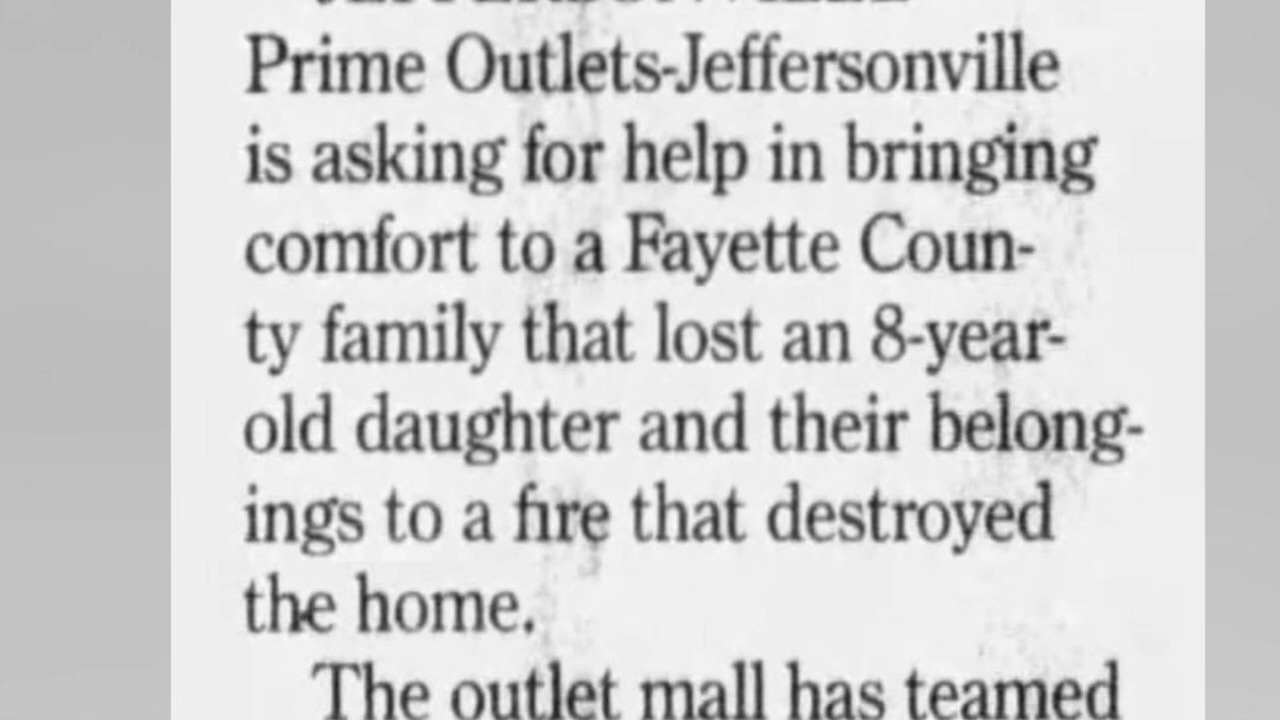 Prime Outlets-Jeffersonville
is asking for help in bringing
comfort to a Fayette Coun-
ty family that lost an 8-year-
old daughter and their belong-
ings to a fire that destroyed
the home.
The outlet mall has teamed